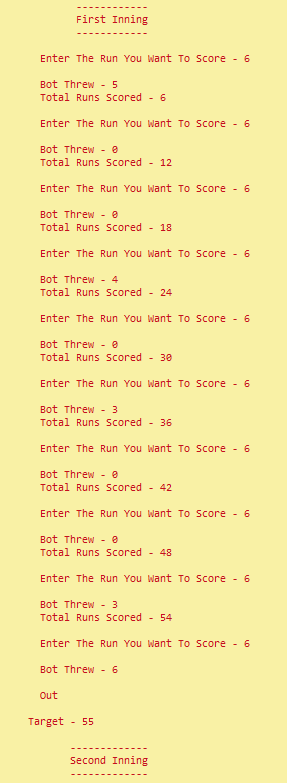 ------------
First Inning
------------
Enter The Run You Want To Score - 6
Bot Threw - 5
Total Runs Scored - 6
Enter The Run You Want To Score - 6
Bot Threw - 0
Total Runs Scored - 12
Enter The Run You Want To Score - 6
Bot Threw - 0
Total Runs Scored - 18
Enter The Run You Want To Score - 6
Bot Threw - 4
Total Runs Scored - 24
Enter The Run You Want To Score - 6
Bot Threw - 0
Total Runs Scored - 30
Enter The Run You Want To Score - 6
Bot Threw - 3
Total Runs Scored - 36
Enter The Run You Want To Score - 6
Bot Threw - 0
Total Runs Scored - 42
Enter The Run You Want To Score - 6
Bot Threw - 0
Total Runs Scored - 48
Enter The Run You Want To Score - 6
Bot Threw - 3
Total Runs Scored - 54
Enter The Run You Want To Score - 6
Bot Threw - 6
Out
Target - 55
-------------
Second Inning
-------------